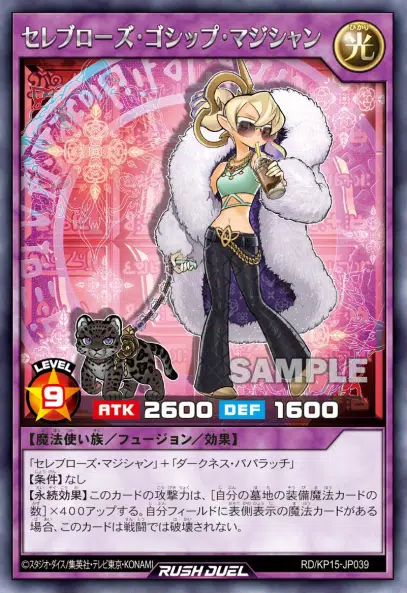 セレブローズ・ゴシップ・マジシャン
ひかり
光
SAMPLE
LEVEL
9
ATK 2600 DEF 1600
【魔法使い族／フュージョン／効果】
「セレブローズ・マジシャン」+「ダークネス・パパラッチ」
【条件】なし
【永続効果】このカードの攻撃力は、[自分の墓地の装備魔法カードの
数]×400アップする。自分フィールドに表側表示の魔法カードがある
場合、このカードは戦闘では破壊されない。
©スタジオ・ダイス/集英社・テレビ東京・KONAMI
RUSH DUEL
RD/KP15-JP039